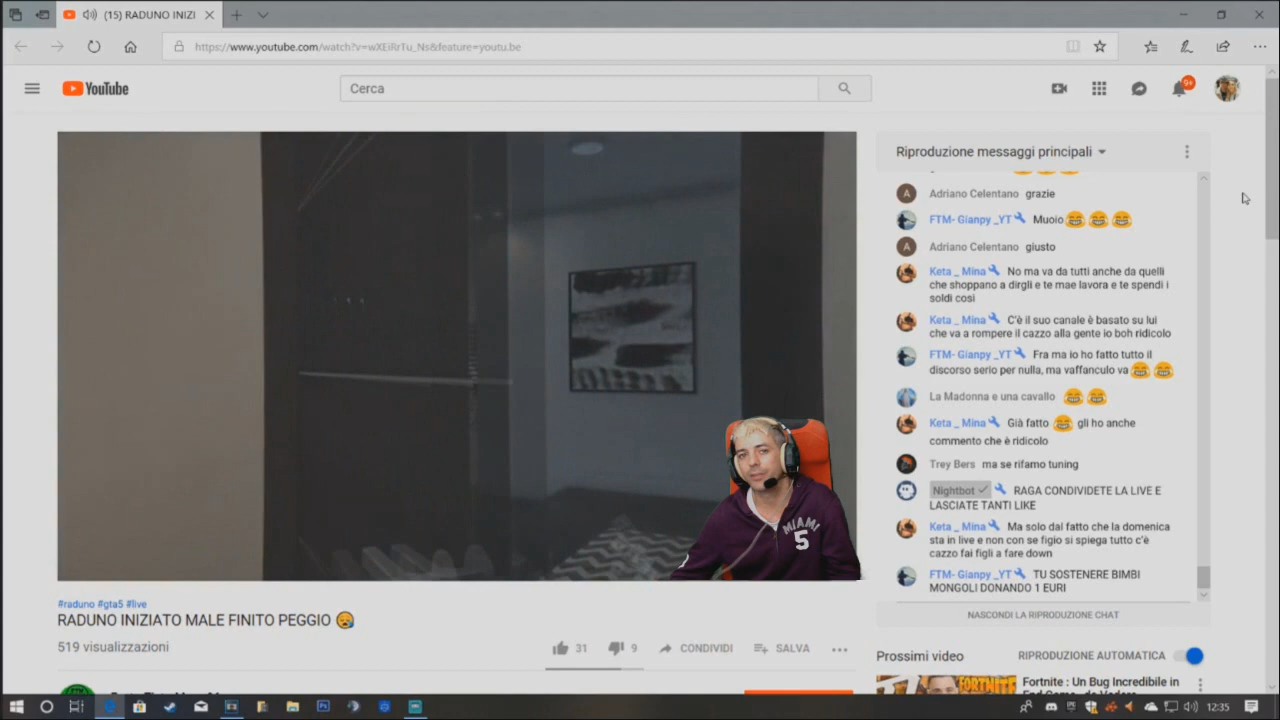 (15) RADUNO INIZI
https://www.youtube.com/watch?v=wXEiRrTu_Ns&feature=youtu.be
YouTube
Cerca
9+
Riproduzione messaggi principali
Adriano Celentano grazie
FTM- Gianpy _YT Muoio😂😂😂
Adriano Celentano giusto
Keta _ Mina No ma va da tutti anche da quelli
che shoppano a dirgli e te mae lavora e te spendi i
soldi così
Keta _ Mina C'è il suo canale è basato su lui
che va a rompere il cazzo alla gente io boh ridicolo
FTM- Gianpy _YT Fra ma io ho fatto tutto il
discorso serio per nulla, ma vaffanculo va😂😂
La Madonna e una cavallo 😂😂
Keta _ Mina Già fatto 😂 gli ho anche
commento che è ridicolo
Trey Bers ma se rifamo tuning
Nightbot RAGA CONDIVIDETE LA LIVE E
LASCIATE TANTI LIKE
Keta _ Mina Ma solo dal fatto che la domenica
sta in live e non con se figio si spiega tutto c'è
cazzo fai figli a fare down
FTM- Gianpy _YT TU SOSTENERE BIMBI
MONGOLI DONANDO 1 EURI
NASCONDI LA RIPRODUZIONE CHAT
MIAMI
5
#raduno #gta5 #live
RADUNO INIZIATO MALE FINITO PEGGIO 😪
519 visualizzazioni
31
9
CONDIVIDI
SALVA
Prossimi video
RIPRODUZIONE AUTOMATICA
FORTNITE
Fortnite : Un Bug Incredibile in
12:35